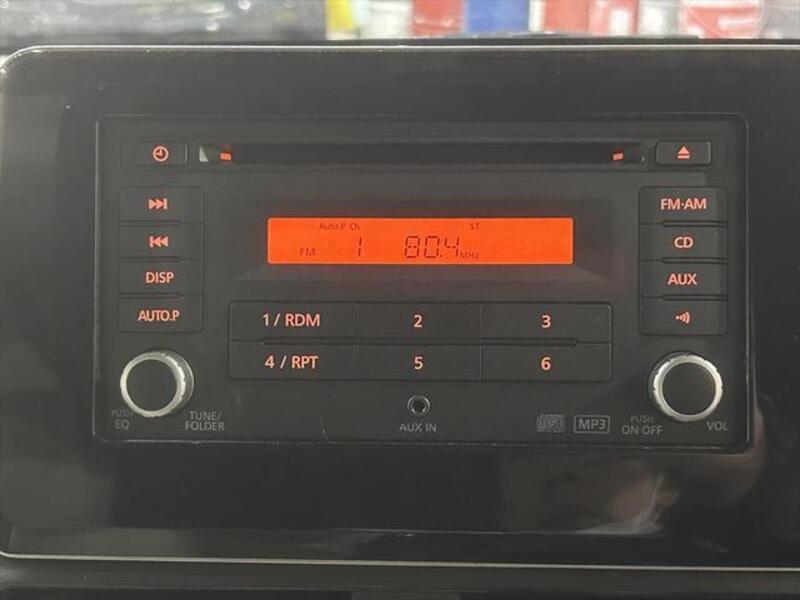 Auto.P Ch ST
FM 1 80.4 MHz
DISP
AUTO.P
FM·AM
CD
AUX
1 / RDM 2 3
4 / RPT 5 6
PUSH
EQ
TUNE/
FOLDER
AUX IN
MP3
PUSH
ON·OFF
VOL